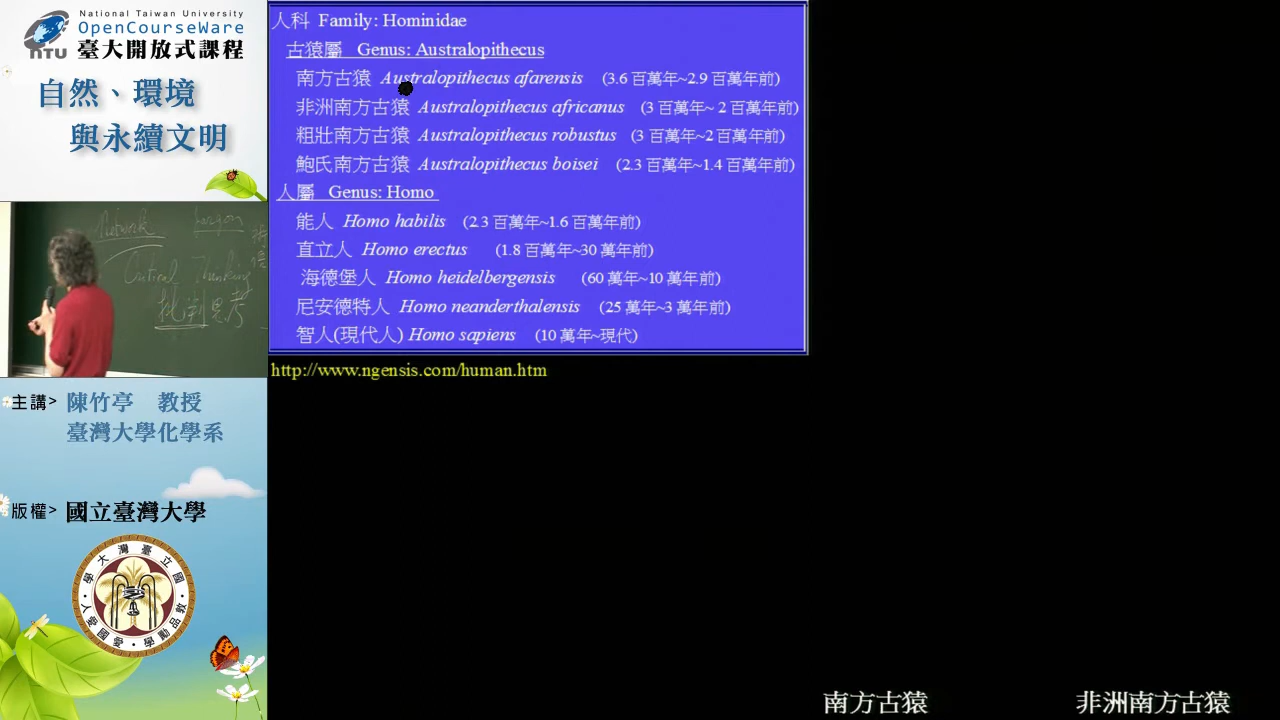 National Taiwan University
OpenCourseWare
NTU 臺大開放式課程
自然、環境
與永續文明
Network
Critical Thinking
批判思考
主講> 陳竹亭 教授
臺灣大學化學系
版權> 國立臺灣大學
人科 Family: Hominidae
古猿屬 Genus: Australopithecus
南方古猿 Australopithecus afarensis (3.6 百萬年~2.9 百萬年前)
非洲南方古猿 Australopithecus africanus (3 百萬年~ 2 百萬年前)
粗壯南方古猿 Australopithecus robustus (3 百萬年~2 百萬年前)
鮑氏南方古猿 Australopithecus boisei (2.3 百萬年~1.4 百萬年前)
人屬 Genus: Homo
能人 Homo habilis (2.3 百萬年~1.6 百萬年前)
直立人 Homo erectus (1.8 百萬年~30 萬年前)
海德堡人 Homo heidelbergensis (60 萬年~10 萬年前)
尼安德特人 Homo neanderthalensis (25 萬年~3 萬年前)
智人(現代人) Homo sapiens (10 萬年~現代)
http://www.ngensis.com/human.htm
南方古猿 非洲南方古猿